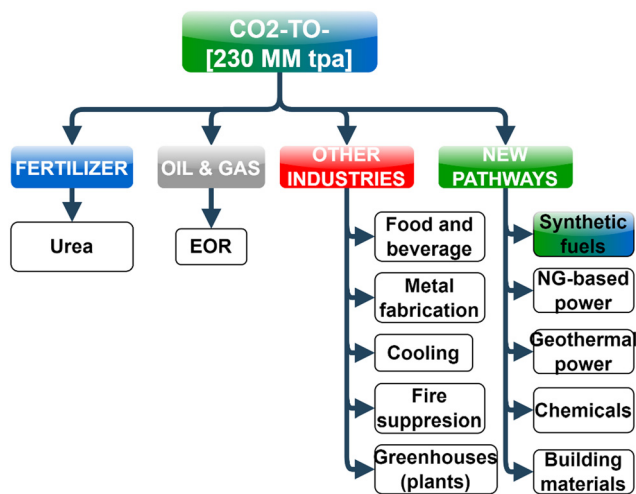 CO2-TO-
[230 MM tpa]
FERTILIZER
OIL & GAS
OTHER
INDUSTRIES
NEW
PATHWAYS
Urea
EOR
Food and
beverage
Metal
fabrication
Cooling
Fire
suppresion
Greenhouses
(plants)
Synthetic
fuels
NG-based
power
Geothermal
power
Chemicals
Building
materials